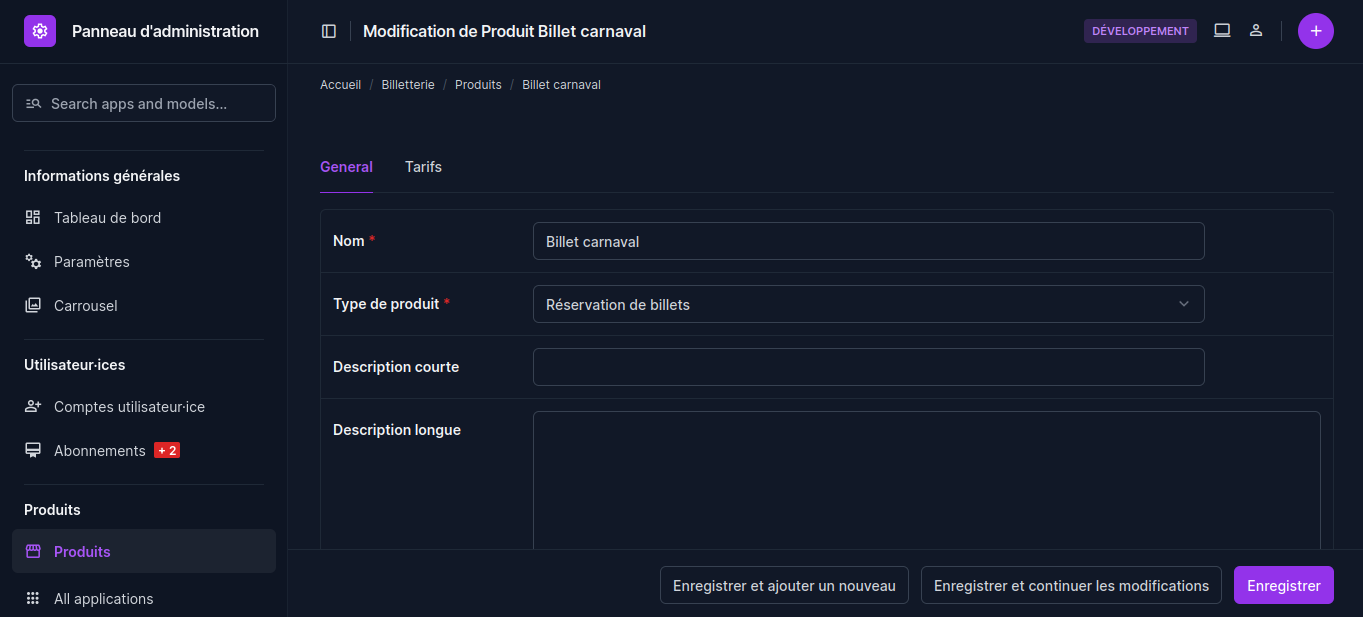 Panneau d'administration
Modification de Produit Billet carnaval
DÉVELOPPEMENT
Search apps and models...
Accueil / Billetterie / Produits / Billet carnaval
General
Tarifs
Informations générales
Tableau de bord
Paramètres
Carrousel
Utilisateur·ices
Comptes utilisateur·ice
Abonnements + 2
Produits
Produits
All applications
Nom *
Billet carnaval
Type de produit *
Réservation de billets
Description courte
Description longue
Enregistrer et ajouter un nouveau
Enregistrer et continuer les modifications
Enregistrer